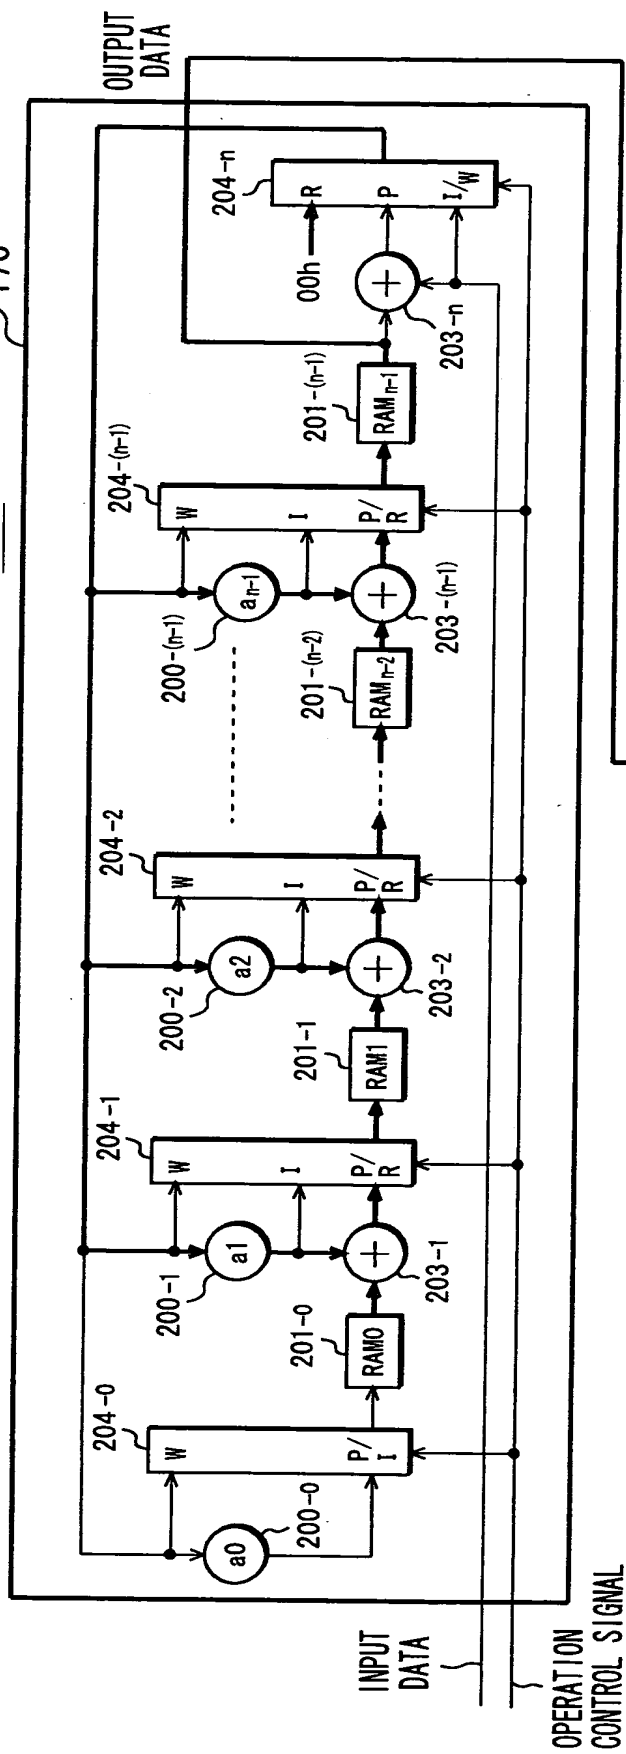 OUTPUT
DATA
204-n
R
P
I/W
00h
203-n
201-(n-1)
RAMn-1
204-(n-1)
W
I
P/
R
an-1
200-(n-1)
203-(n-1)
201-(n-2)
RAMn-2
204-2
W
I
P/
R
a2
200-2
203-2
201-1
RAM1
204-1
W
I
P/
R
a1
200-1
203-1
201-0
RAM0
204-0
W
P/
I
a0
200-0
INPUT
DATA
OPERATION
CONTROL SIGNAL